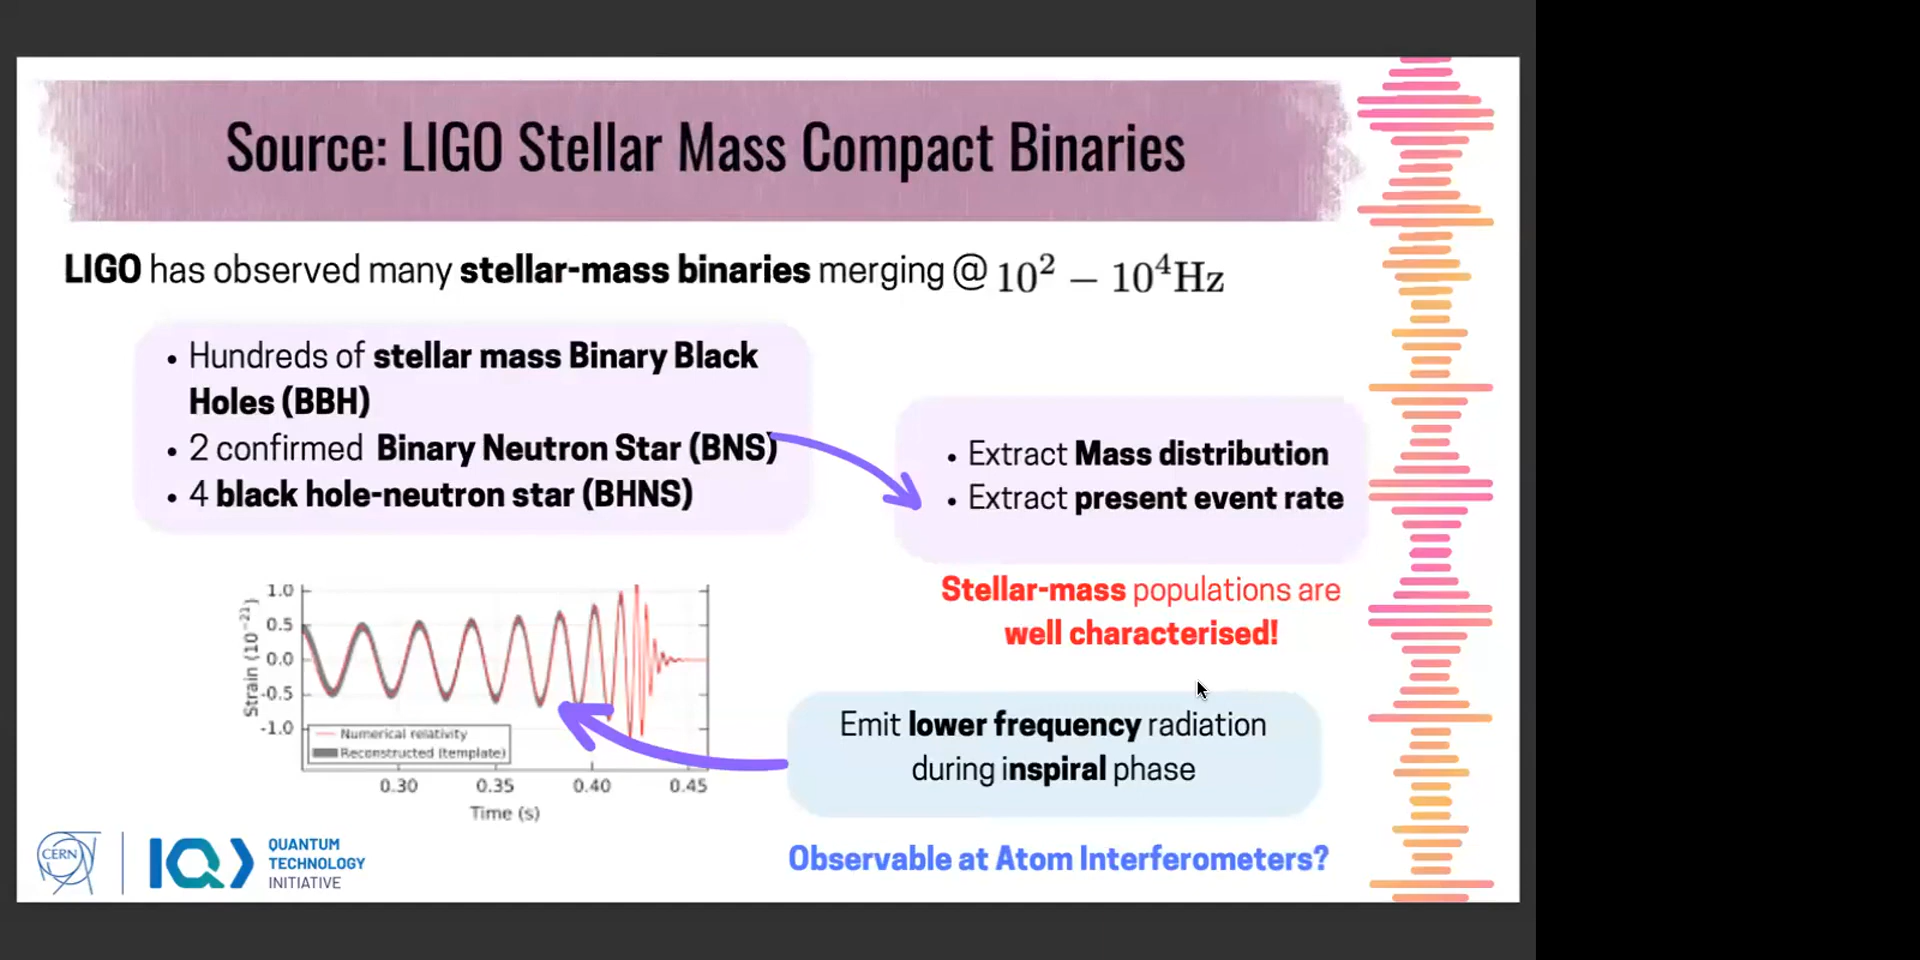 Source: LIGO Stellar Mass Compact Binaries
LIGO has observed many stellar-mass binaries merging @ 10² – 10⁴Hz
• Hundreds of stellar mass Binary Black
Holes (BBH)
• 2 confirmed Binary Neutron Star (BNS)
• 4 black hole-neutron star (BHNS)
• Extract Mass distribution
• Extract present event rate
Stellar-mass populations are
well characterised!
1.0
0.5
0.0
-0.5
-1.0
Strain (10⁻²¹)
Numerical relativity
Reconstructed (template)
0.30 0.35 0.40 0.45
Time (s)
Emit lower frequency radiation
during inspiral phase
Observable at Atom Interferometers?
CERN
IQ
QUANTUM
TECHNOLOGY
INITIATIVE